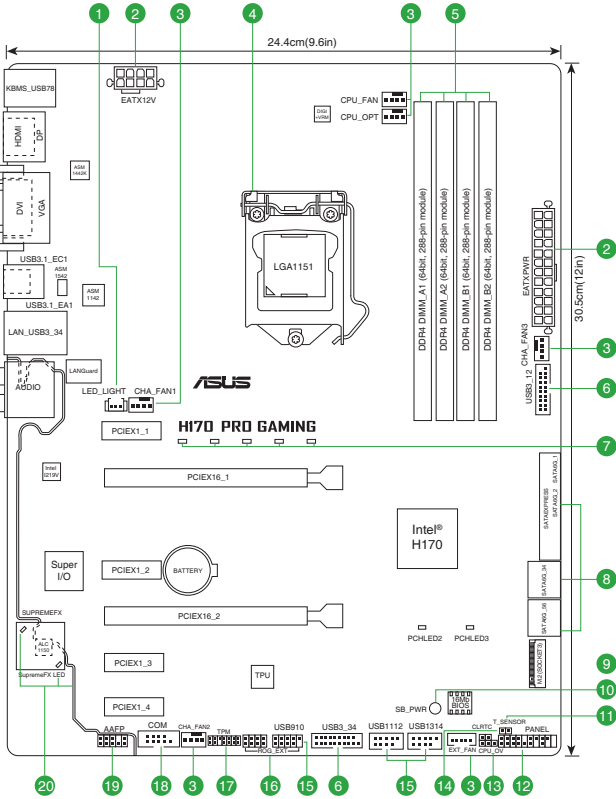 1
2
3
4
3
5
24.4cm(9.6in)
KBMS_USB78
EATX12V
DIGI
+VRM
CPU_FAN
CPU_OPT
HDMI
DP
ASM
1442K
DVI
VGA
LGA1151
DDR4 DIMM_A1 (64bit, 288-pin module)
DDR4 DIMM_A2 (64bit, 288-pin module)
DDR4 DIMM_B1 (64bit, 288-pin module)
DDR4 DIMM_B2 (64bit, 288-pin module)
EATXPWR
2
30.5cm(12in)
USB3.1_EC1
ASM
1542
USB3.1_EA1
ASM
1142
LAN_USB3_34
CHA_FAN3
3
LANGuard
AUDIO
USB3_12
6
LED_LIGHT
CHA_FAN1
ASUS
H170 PRO GAMING
7
PCIEX1_1
Intel
I219V
PCIEX16_1
SATAEXPRESS
SATA6G_1
SATA6G_2
Intel®
H170
Super
I/O
PCIEX1_2
BATTERY
SATA6G_34
8
SUPREMEFX
PCIEX16_2
SATA6G_56
ALC
1150
PCHLED2
PCHLED3
SupremeFX LED
PCIEX1_3
TPU
M.2(SOCKET3)
9
PCIEX1_4
SB_PWR
16Mb
BIOS
10
T_SENSOR
11
AAFP
COM
CHA_FAN2
TPM
ROG_EXT
USB910
USB3_34
USB1112
USB1314
CLRTC
EXT_FAN
CPU_OV
PANEL
20
19
18
3
17
16
15
6
15
14
3
13
12